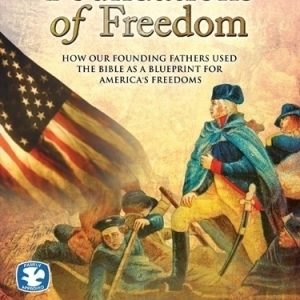 of Freedom
HOW OUR FOUNDING FATHERS USED
THE BIBLE AS A BLUEPRINT FOR
AMERICA'S FREEDOMS